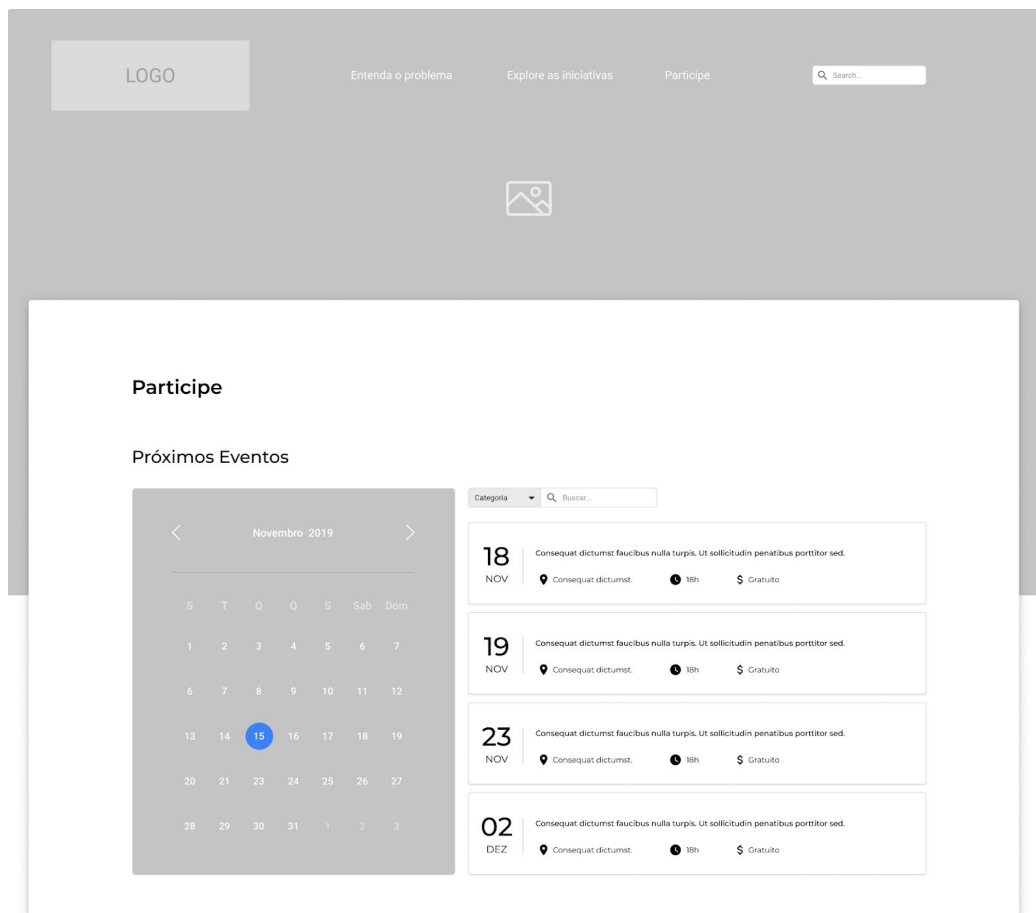 LOGO
Entenda o problema
Explore as iniciativas
Participe
Search...
Participe
Próximos Eventos
Novembro 2019
S T Q Q S Sab Dom
1 2 3 4 5 6 7
6 7 8 9 10 11 12
13 14 15 16 17 18 19
20 21 23 24 25 26 27
28 29 30 31 1 2 3
Categoria
Buscar...
18
NOV
Consequat dictumst faucibus nulla turpis. Ut sollicitudin penatibus porttitor sed.
Consequat dictumst. 18h $ Gratuito
19
NOV
Consequat dictumst faucibus nulla turpis. Ut sollicitudin penatibus porttitor sed.
Consequat dictumst. 18h $ Gratuito
23
NOV
Consequat dictumst faucibus nulla turpis. Ut sollicitudin penatibus porttitor sed.
Consequat dictumst. 18h $ Gratuito
02
DEZ
Consequat dictumst faucibus nulla turpis. Ut sollicitudin penatibus porttitor sed.
Consequat dictumst. 18h $ Gratuito